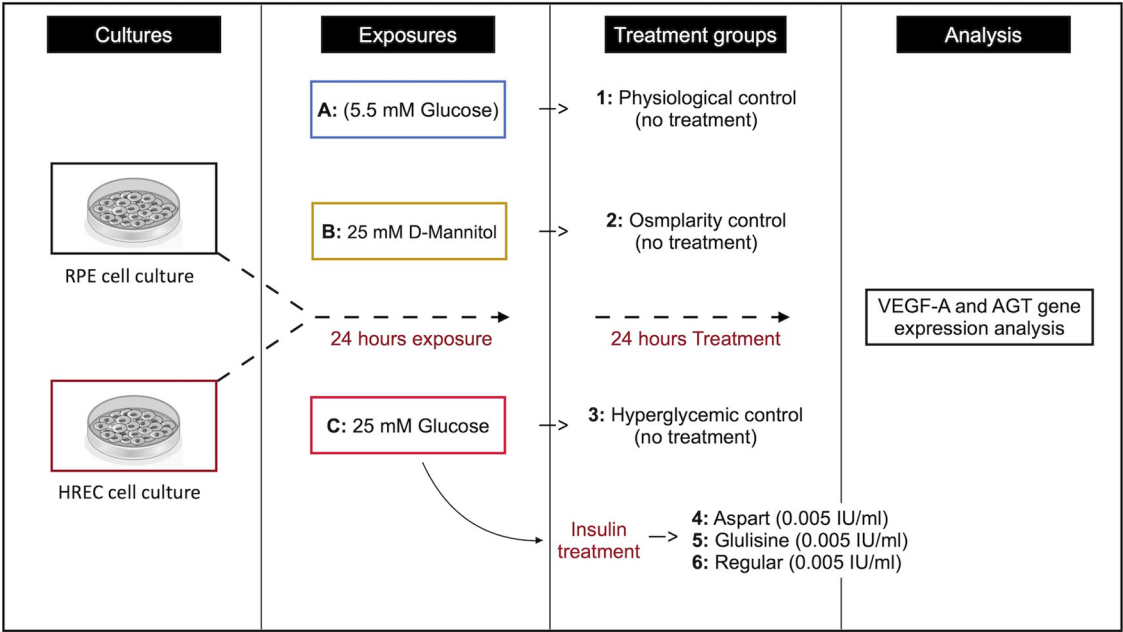 Cultures
Exposures
Treatment groups
Analysis
A: (5.5 mM Glucose)
1: Physiological control
(no treatment)
B: 25 mM D-Mannitol
2: Osmplarity control
(no treatment)
RPE cell culture
24 hours exposure
24 hours Treatment
VEGF-A and AGT gene
expression analysis
C: 25 mM Glucose
3: Hyperglycemic control
(no treatment)
HREC cell culture
Insulin
treatment
4: Aspart (0.005 IU/ml)
5: Glulisine (0.005 IU/ml)
6: Regular (0.005 IU/ml)